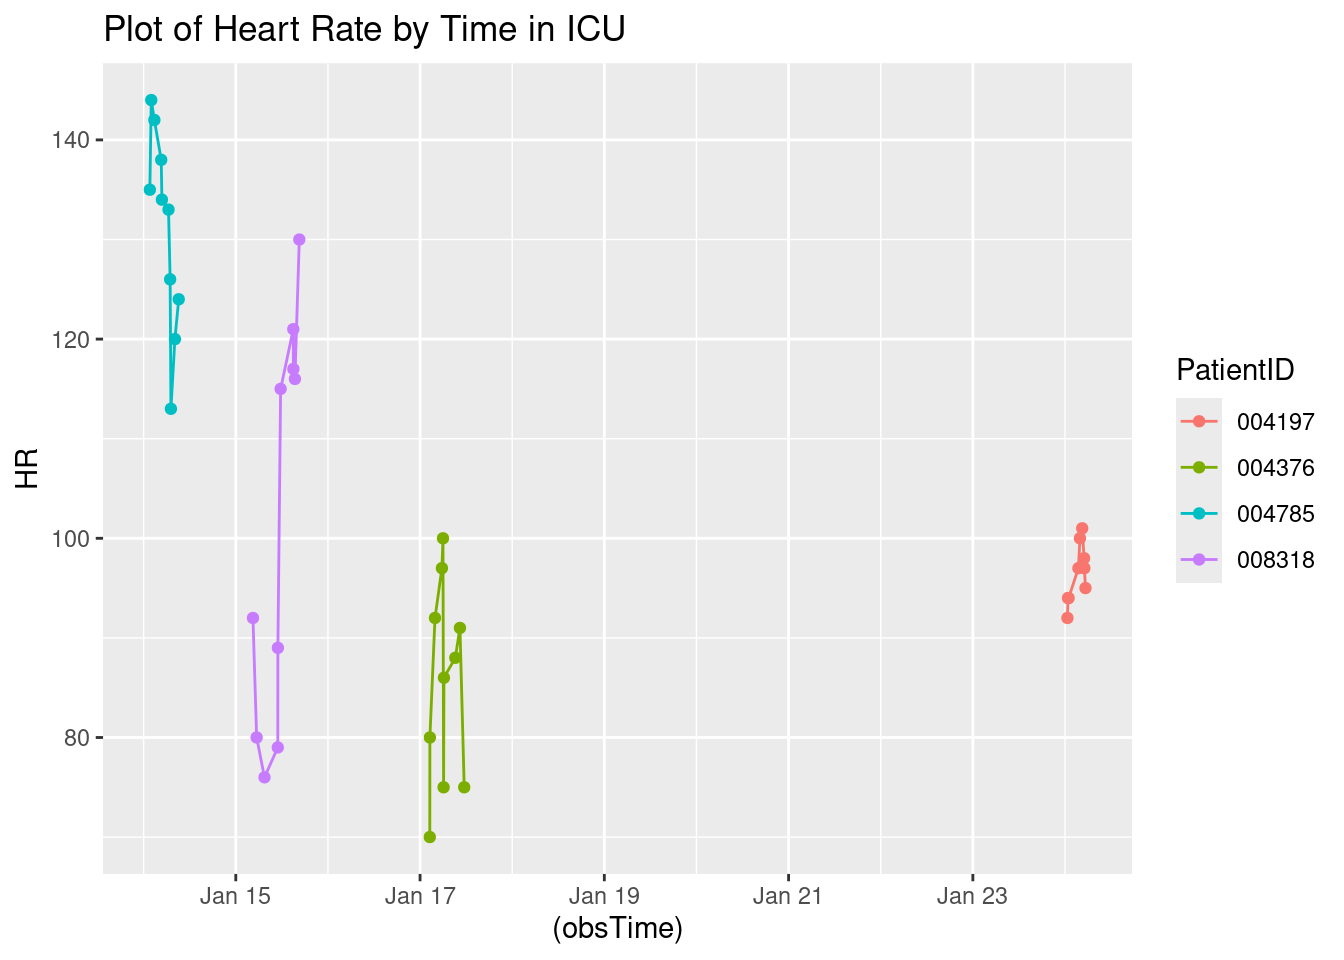 Plot of Heart Rate by Time in ICU
140
120
100
80
HR
Jan 15
Jan 17
Jan 19
Jan 21
Jan 23
(obsTime)
PatientID
004197
004376
004785
008318